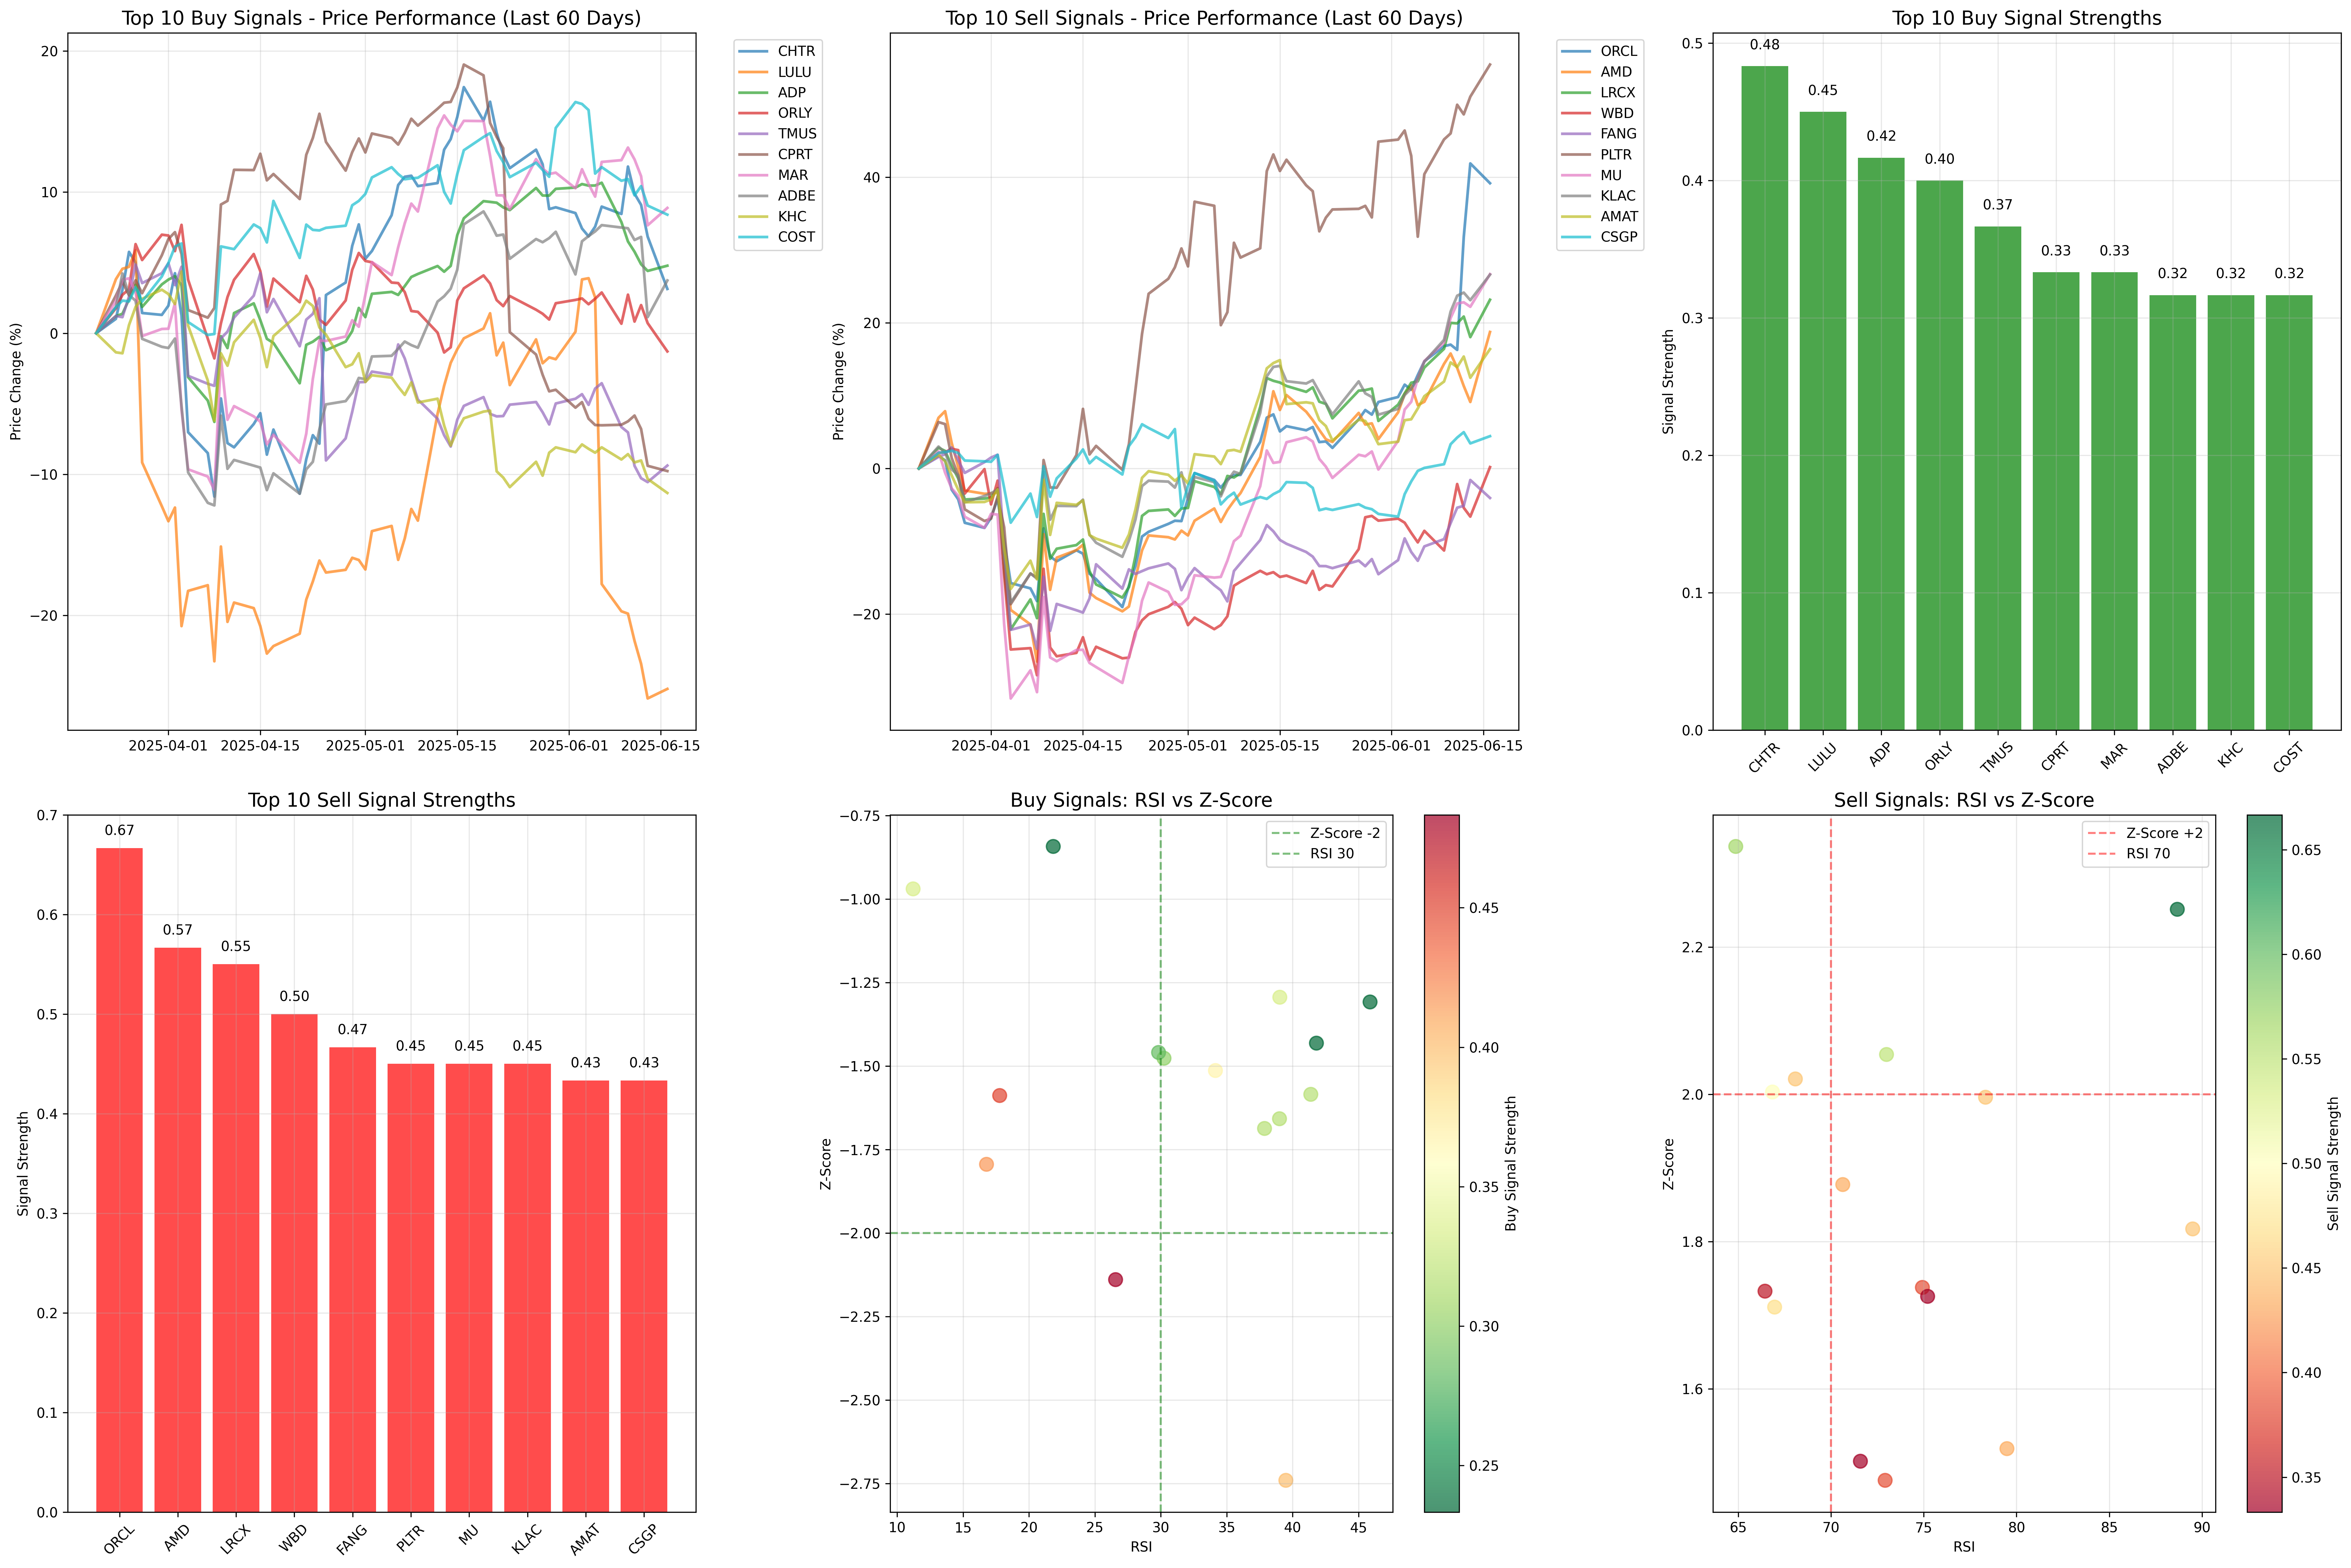 Top 10 Buy Signals - Price Performance (Last 60 Days)
Price Change (%)
20
10
0
−10
−20
2025-04-01
2025-04-15
2025-05-01
2025-05-15
2025-06-01
2025-06-15
CHTR
LULU
ADP
ORLY
TMUS
CPRT
MAR
ADBE
KHC
COST
Top 10 Sell Signals - Price Performance (Last 60 Days)
Price Change (%)
40
20
0
−20
2025-04-01
2025-04-15
2025-05-01
2025-05-15
2025-06-01
2025-06-15
ORCL
AMD
LRCX
WBD
FANG
PLTR
MU
KLAC
AMAT
CSGP
Top 10 Buy Signal Strengths
Signal Strength
0.5
0.4
0.3
0.2
0.1
0.0
0.48
0.45
0.42
0.40
0.37
0.33
0.33
0.32
0.32
0.32
CHTR
LULU
ADP
ORLY
TMUS
CPRT
MAR
ADBE
KHC
COST
Top 10 Sell Signal Strengths
Signal Strength
0.7
0.6
0.5
0.4
0.3
0.2
0.1
0.0
0.67
0.57
0.55
0.50
0.47
0.45
0.45
0.45
0.43
0.43
ORCL
AMD
LRCX
WBD
FANG
PLTR
MU
KLAC
AMAT
CSGP
Buy Signals: RSI vs Z-Score
Z-Score
−0.75
−1.00
−1.25
−1.50
−1.75
−2.00
−2.25
−2.50
−2.75
10
15
20
25
30
35
40
45
RSI
Z-Score -2
RSI 30
0.45
0.40
0.35
0.30
0.25
Buy Signal Strength
Sell Signals: RSI vs Z-Score
Z-Score
2.2
2.0
1.8
1.6
65
70
75
80
85
90
RSI
Z-Score +2
RSI 70
0.65
0.60
0.55
0.50
0.45
0.40
0.35
Sell Signal Strength